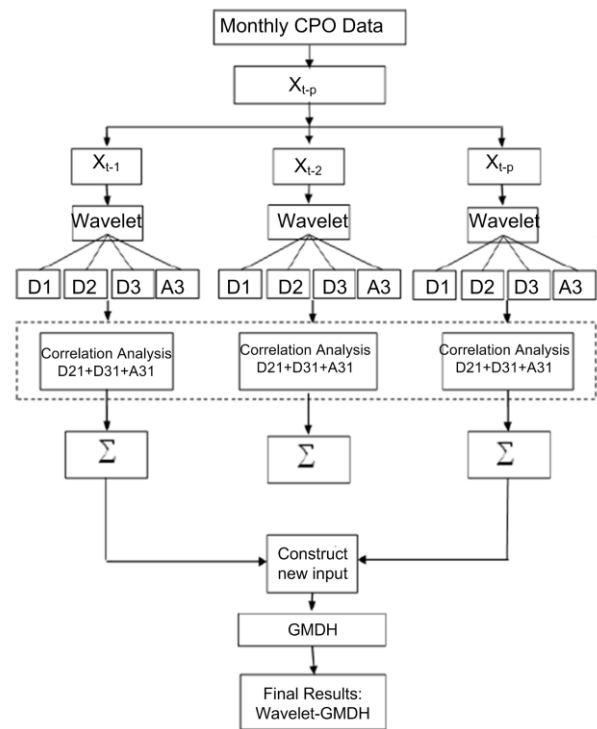 Monthly CPO Data
Xt-p
Xt-1 Xt-2 Xt-p
Wavelet Wavelet Wavelet
D1 D2 D3 A3 D1 D2 D3 A3 D1 D2 D3 A3
Correlation Analysis
D21+D31+A31
Correlation Analysis
D21+D31+A31
Correlation Analysis
D21+D31+A31
Σ Σ Σ
Construct
new input
GMDH
Final Results:
Wavelet-GMDH